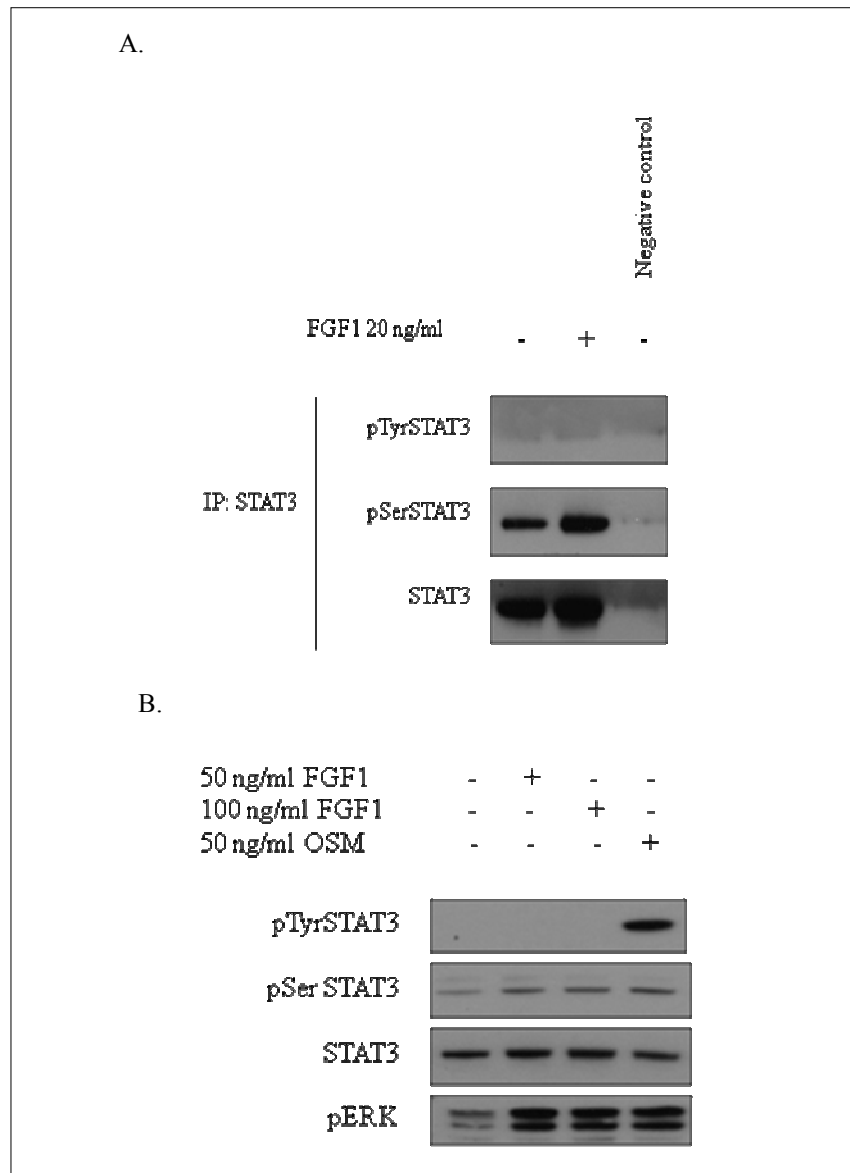 A.
Negative control
FGF1 20 ng/ml - + -
IP: STAT3
pTyrSTAT3
pSerSTAT3
STAT3
B.
50 ng/ml FGF1 - + - -
100 ng/ml FGF1 - - + -
50 ng/ml OSM - - - +
pTyrSTAT3
pSer STAT3
STAT3
pERK